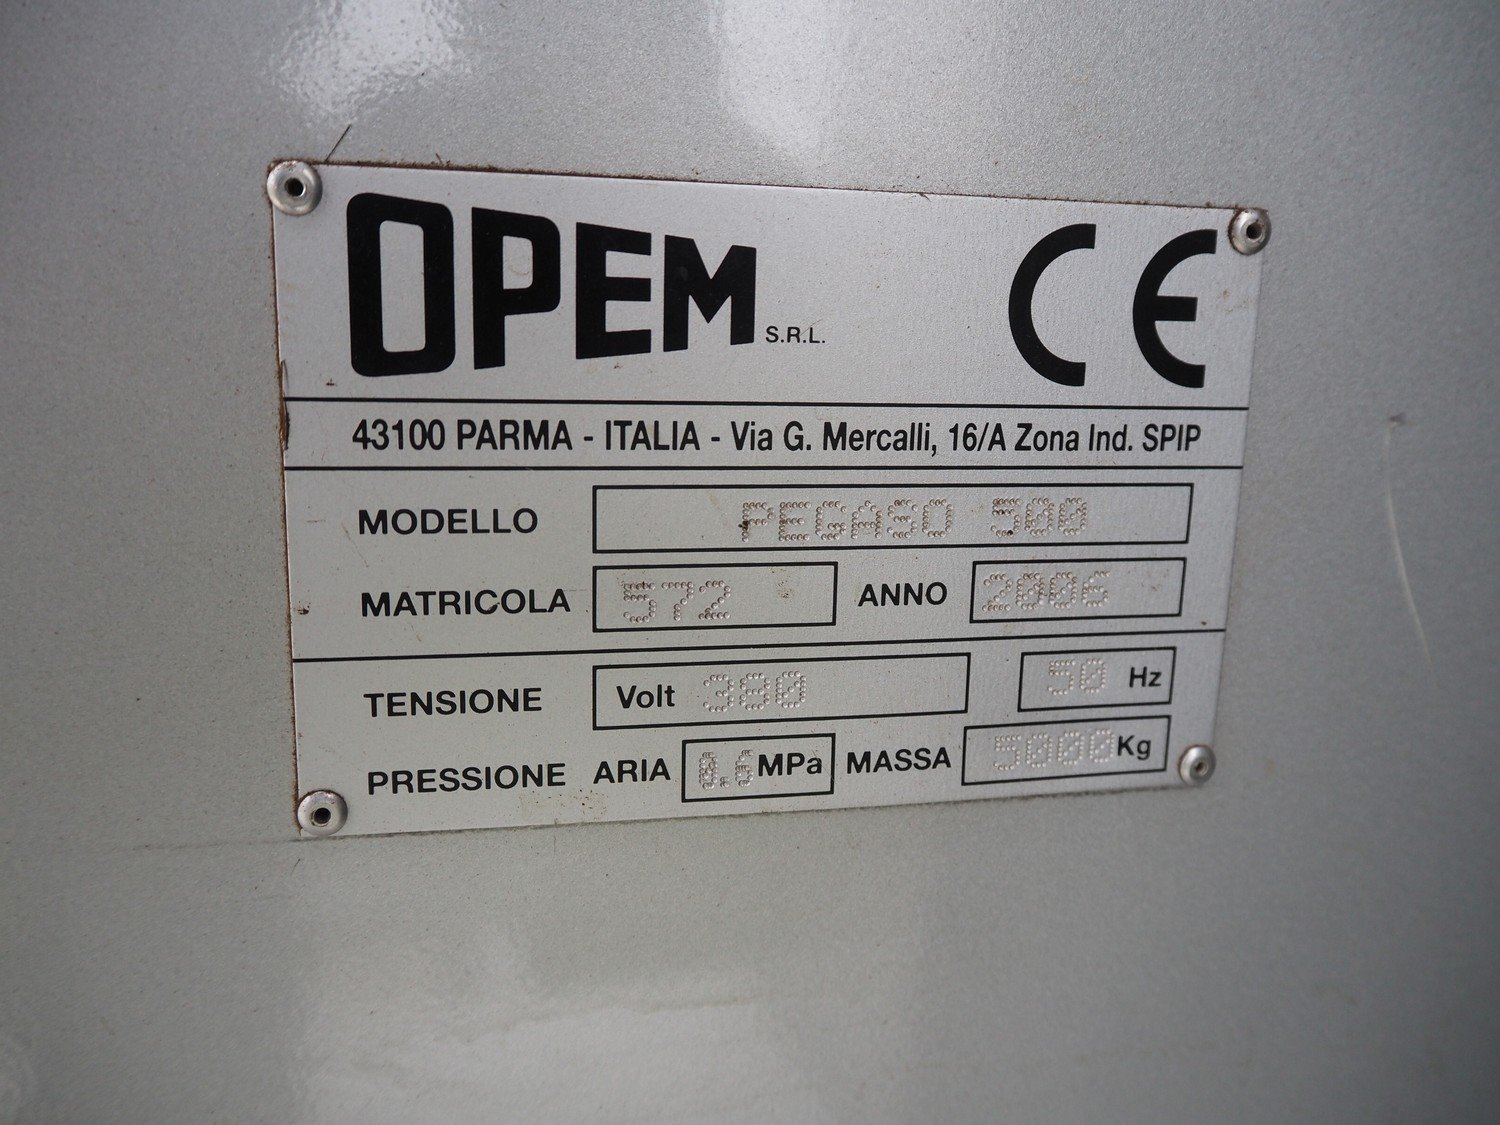 OPEM S.R.L. CE
43100 PARMA - ITALIA - Via G. Mercalli, 16/A Zona Ind. SPIP
MODELLO PEGASO 500
MATRICOLA 572 ANNO 2006
TENSIONE Volt 380 50 Hz
PRESSIONE ARIA 0.6 MPa MASSA 5000 Kg